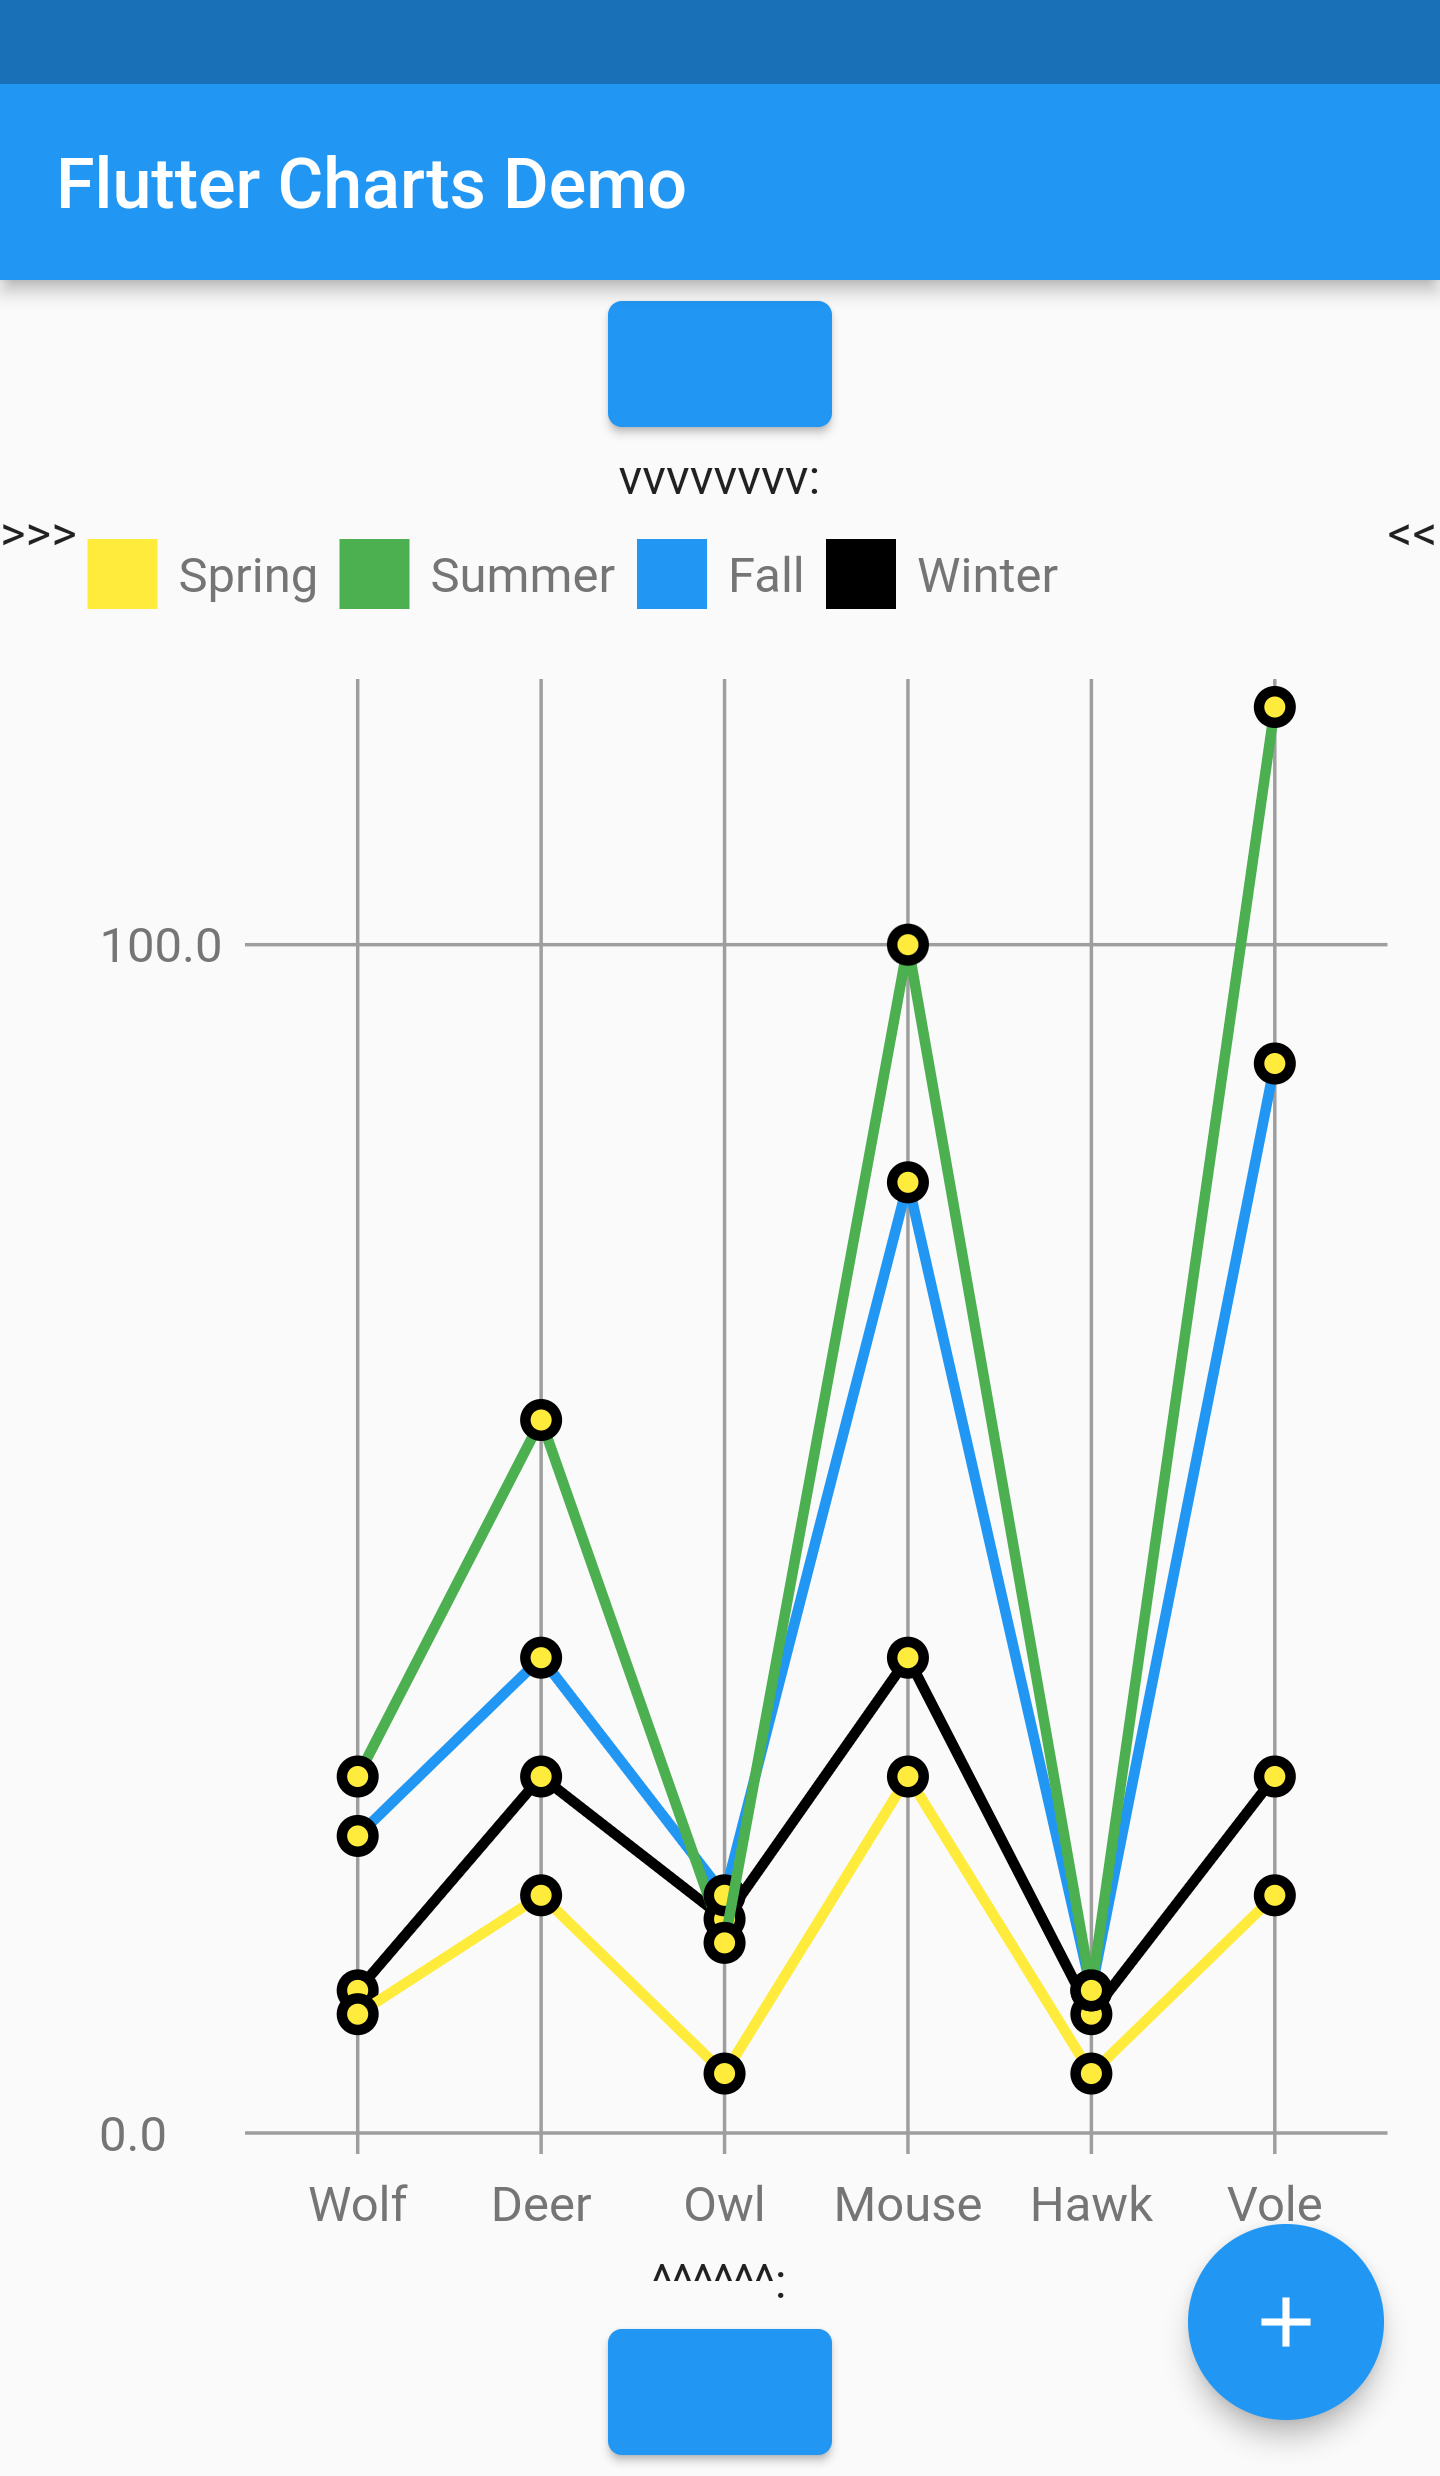 Flutter Charts Demo
vvvvvvvv:
>>> <<
Spring Summer Fall Winter
100.0
0.0
Wolf Deer Owl Mouse Hawk Vole
^^^^^^:
+